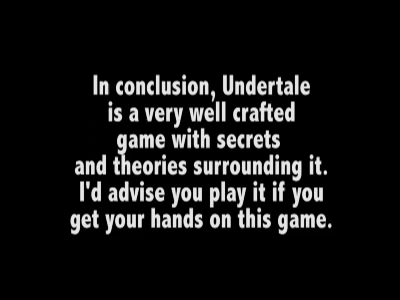 In conclusion, Undertale
is a very well crafted
game with secrets
and theories surrounding it.
I'd advise you play it if you
get your hands on this game.